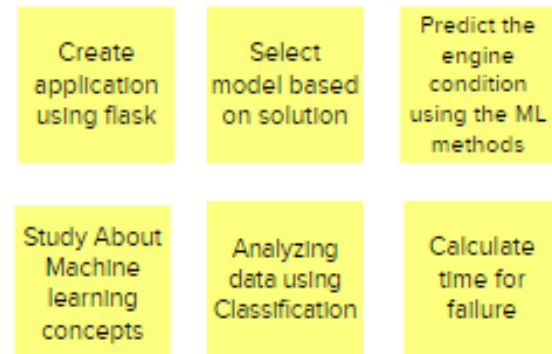 Create
application
using flask
Select
model based
on solution
Predict the
engine
condition
using the ML
methods
Study About
Machine
learning
concepts
Analyzing
data using
Classification
Calculate
time for
failure